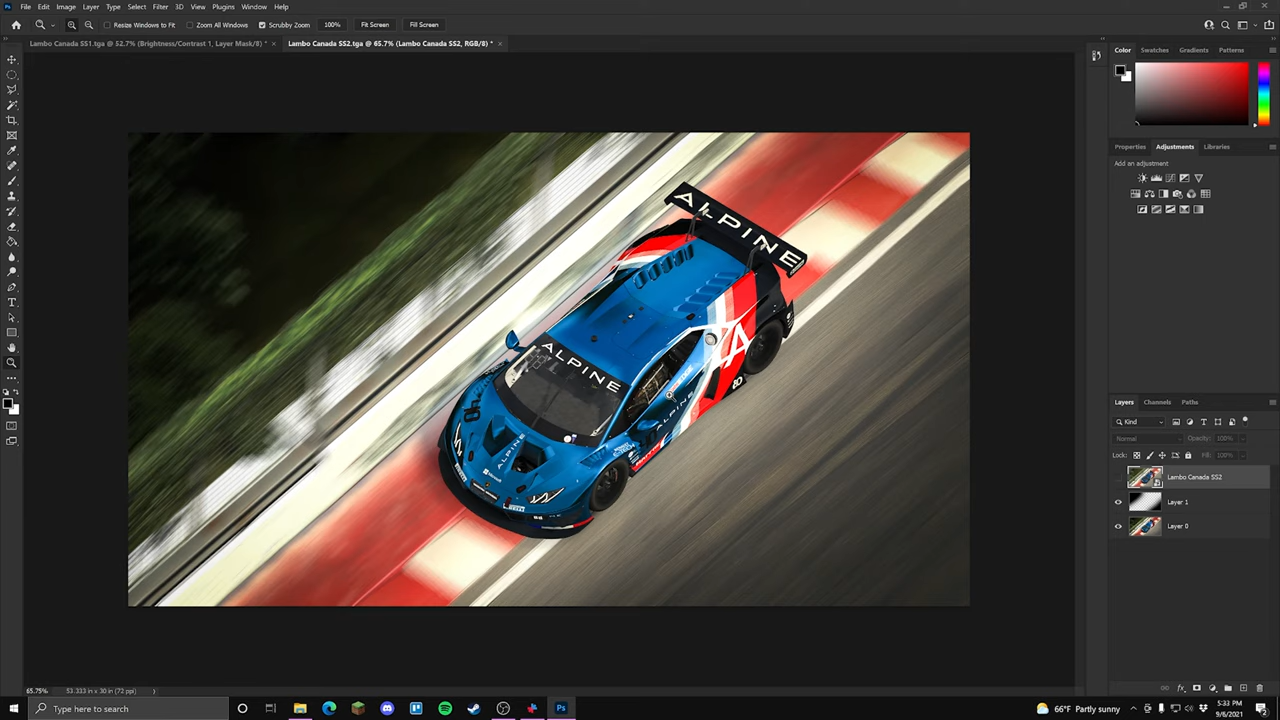 File Edit Image Layer Type Select Filter 3D View Plugins Window Help
Resize Windows to Fit Zoom All Windows Scrubby Zoom 100% Fit Screen Fill Screen
Lambo Canada SS1.tga @ 52.7% (Brightness/Contrast 1, Layer Mask/8) * × Lambo Canada SS2.tga @ 65.7% (Lambo Canada SS2, RGB/8) * ×
Color Swatches Gradients Patterns
Properties Adjustments Libraries
Add an adjustment
ALPINE
ALPINE
ALPINE
ALPINE
Layers Channels Paths
Kind
Normal Opacity: 100%
Lock: Fill: 100%
Lambo Canada SS2
Layer 1
Layer 0
65.75% 53.333 in x 30 in (72 ppi)
Type here to search
66°F Partly sunny
5:33 PM
9/6/2021